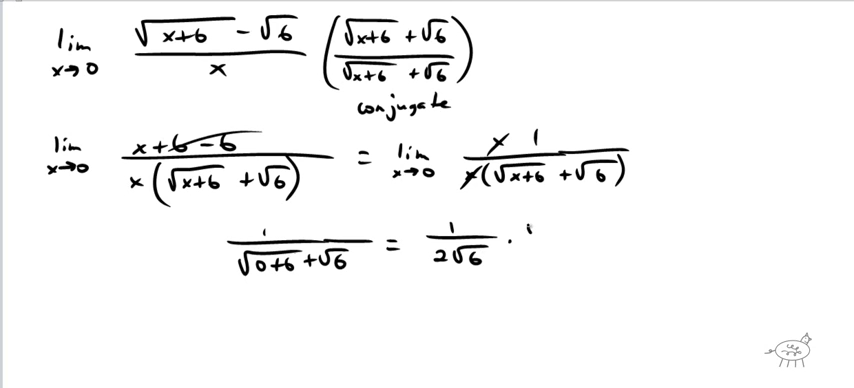 lim x→0 (√(x+6) - √6)/x ((√(x+6) + √6)/(√(x+6) + √6))
conjugate
lim x→0 (x+6-6)/(x(√(x+6) + √6)) = lim x→0 (x 1)/(x(√(x+6) + √6))
1/(√(0+6) + √6) = 1/(2√6) ·